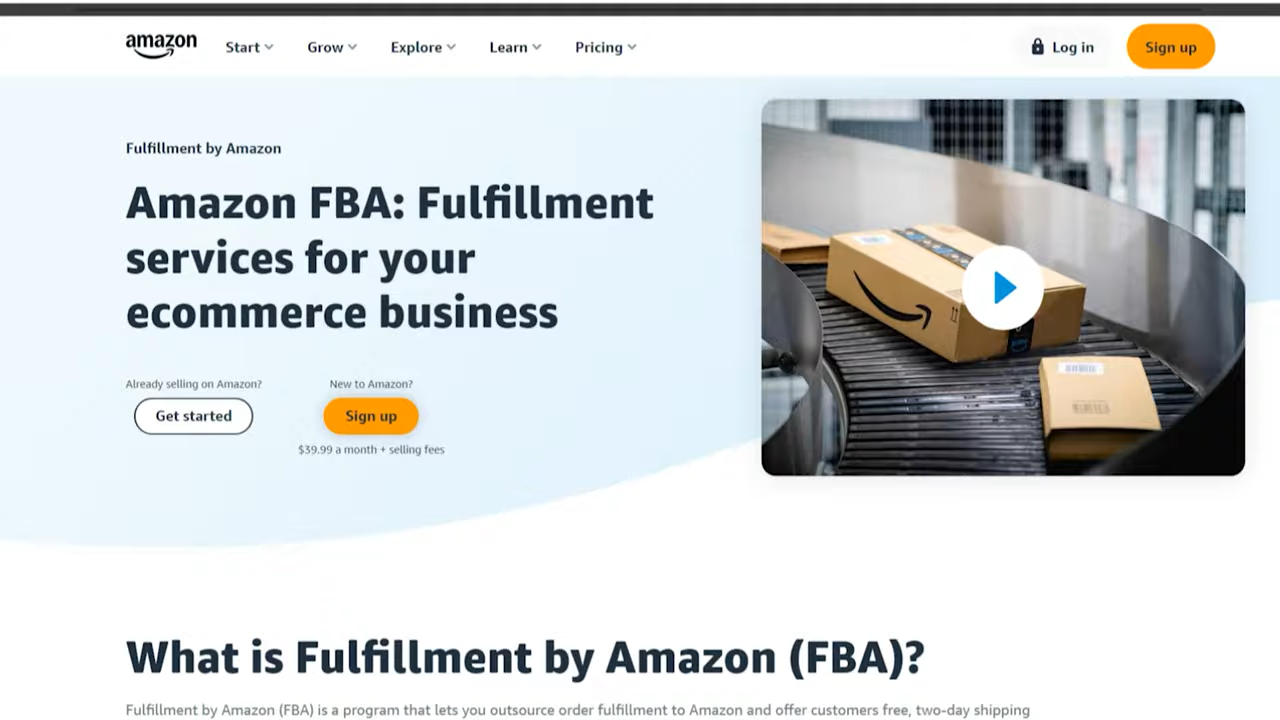 amazon
Start
Grow
Explore
Learn
Pricing
Log in
Sign up
Fulfillment by Amazon
Amazon FBA: Fulfillment
services for your
ecommerce business
Already selling on Amazon?
New to Amazon?
Get started
Sign up
$39.99 a month + selling fees
What is Fulfillment by Amazon (FBA)?
Fulfillment by Amazon (FBA) is a program that lets you outsource order fulfillment to Amazon and offer customers free, two-day shipping